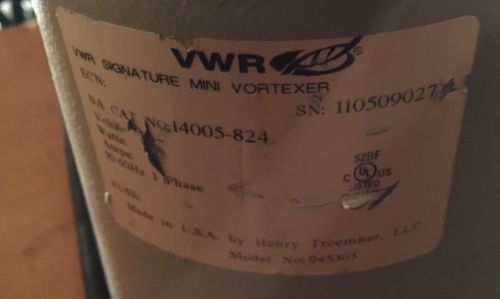 VWR®
VWR SIGNATURE MINI VORTEXER
ECN:
SN: 110509027
NA CAT NO: 14005-824
Volts:
Watts:
Amps:
50-60Hz 1 Phase
Fuses:
52BF
C UL US
LISTED
Made in U.S.A. by Henry Troemner, LLC
Model No: 945303